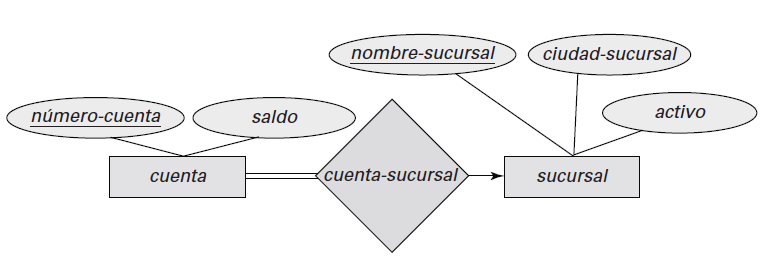 nombre-sucursal
ciudad-sucursal
número-cuenta
saldo
activo
cuenta
cuenta-sucursal
sucursal